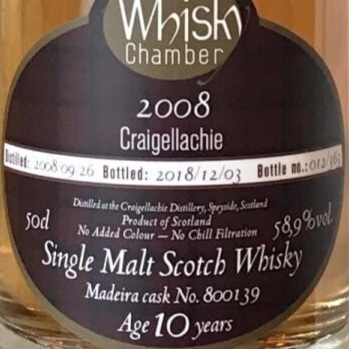 Whisky
Chamber
2008
Craigellachie
Distilled: 2008/09/26 Bottled: 2018/12/03 Bottle no.: 012/363
Distilled at the Craigellachie Distillery, Speyside, Scotland
50cl Product of Scotland 58,9%vol.
No Added Colour — No Chill Filtration
Single Malt Scotch Whisky
Madeira cask No. 800139
Age 10 years